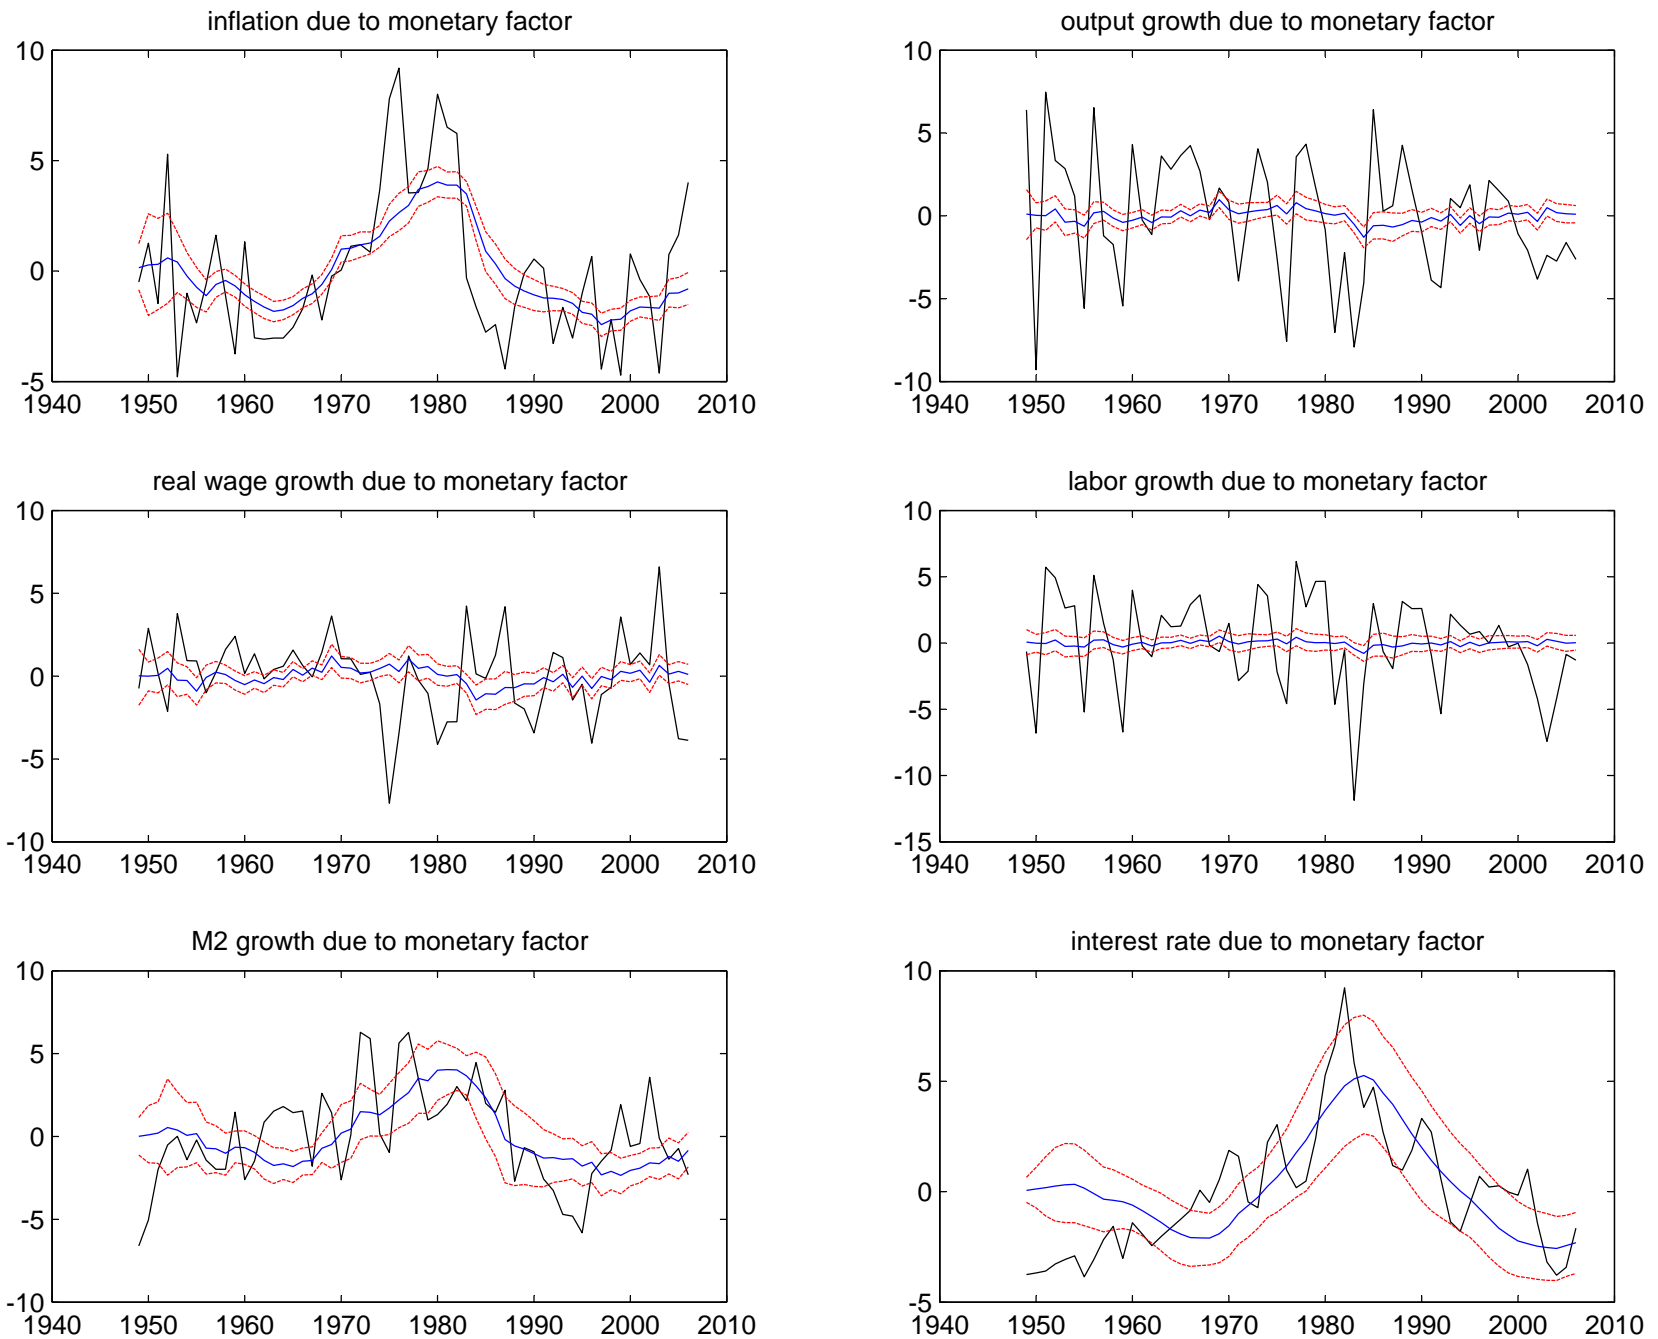 inflation due to monetary factor
10
5
0
-5
1940 1950 1960 1970 1980 1990 2000 2010
output growth due to monetary factor
10
5
0
-5
-10
1940 1950 1960 1970 1980 1990 2000 2010
real wage growth due to monetary factor
10
5
0
-5
-10
1940 1950 1960 1970 1980 1990 2000 2010
labor growth due to monetary factor
10
5
0
-5
-10
-15
1940 1950 1960 1970 1980 1990 2000 2010
M2 growth due to monetary factor
10
5
0
-5
-10
1940 1950 1960 1970 1980 1990 2000 2010
interest rate due to monetary factor
10
5
0
-5
1940 1950 1960 1970 1980 1990 2000 2010